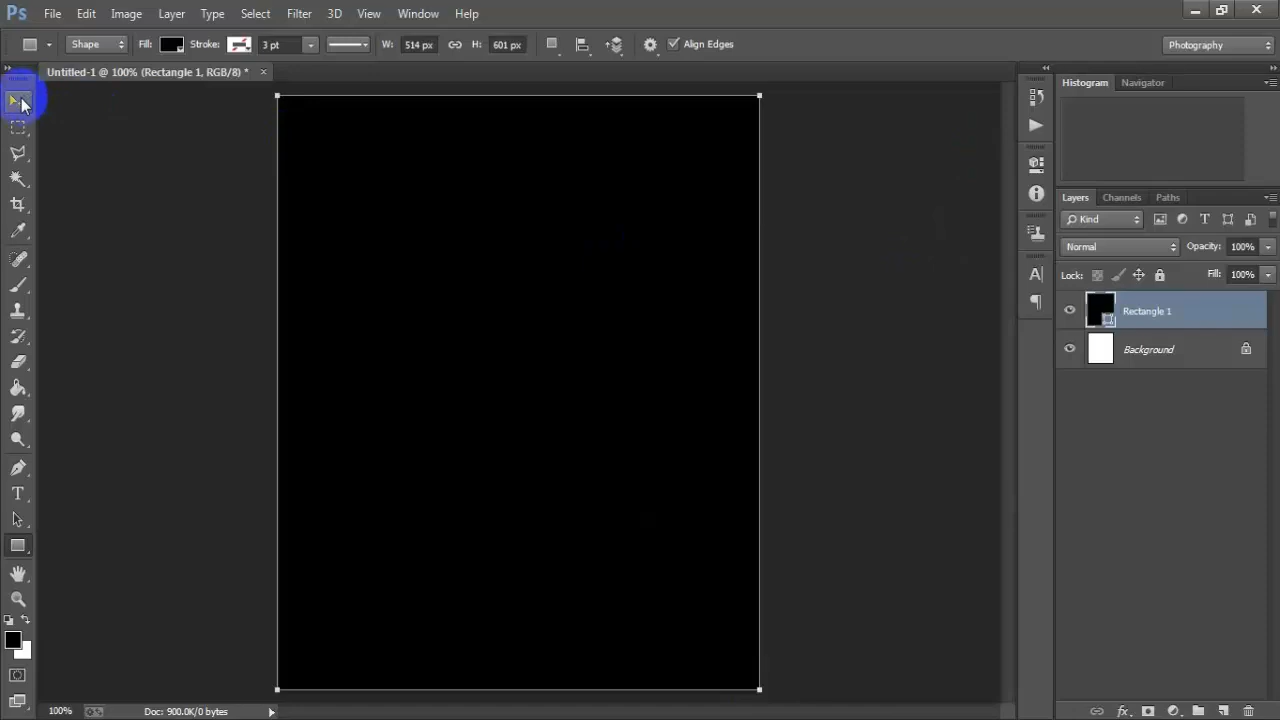 Ps File Edit Image Layer Type Select Filter 3D View Window Help
Shape Fill: Stroke: 3 pt W: 514 px H: 601 px Align Edges Photography
Untitled-1 @ 100% (Rectangle 1, RGB/8) *
Histogram Navigator
Layers Channels Paths
Kind
Normal Opacity: 100%
Lock: Fill: 100%
Rectangle 1
Background
100% Doc: 900.0K/0 bytes